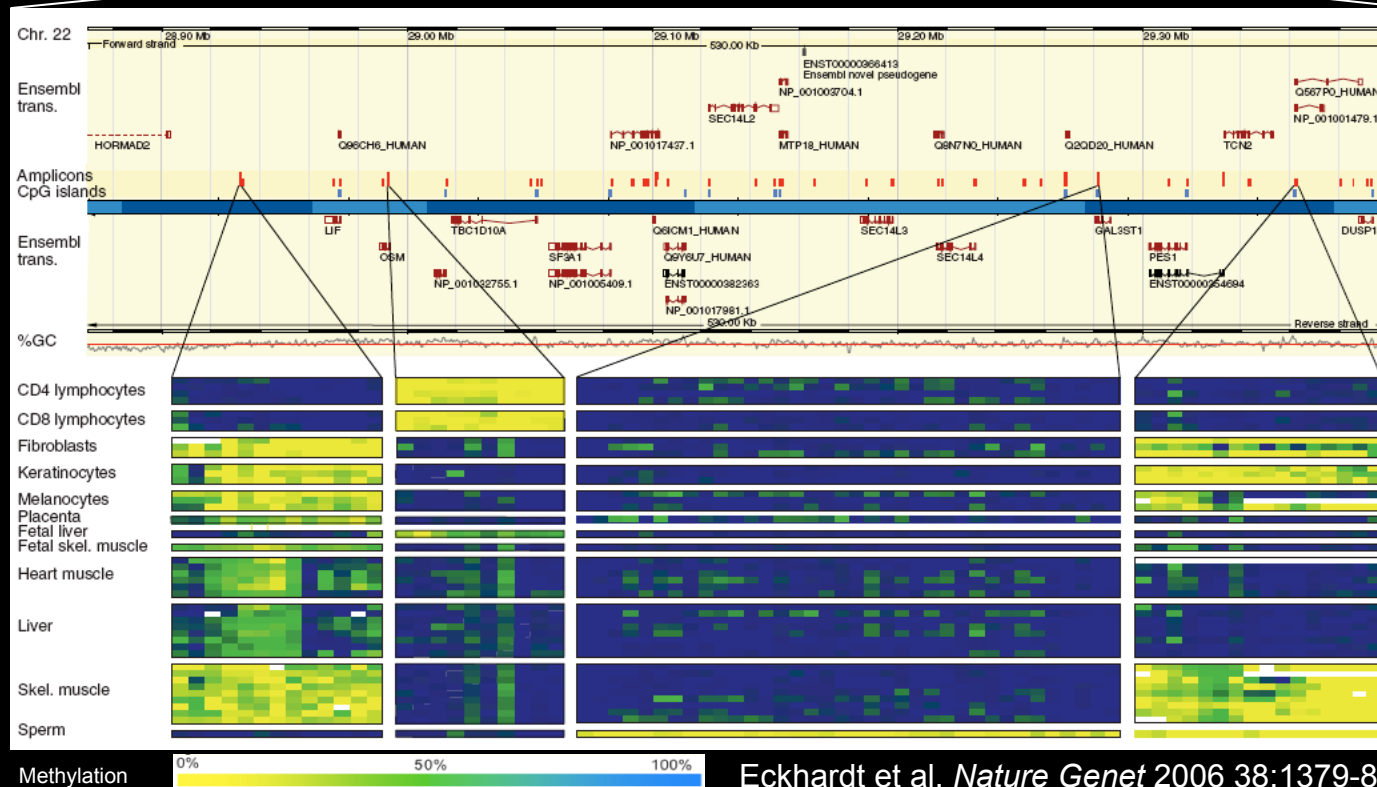 Chr. 22
28.90 Mb 29.00 Mb 29.10 Mb 29.20 Mb 29.30 Mb
Forward strand 530.00 Kb
ENST00000366413
Ensembl novel pseudogene
Ensembl
trans.
NP_001003704.1 Q567P0_HUMAN
SEC14L2 NP_001001479.1
HORMAD2 Q96CH6_HUMAN NP_001017437.1 MTP18_HUMAN Q8N7N0_HUMAN Q2QD20_HUMAN TCN2
Amplicons
CpG islands
Ensembl
trans.
LIF TBC1D10A Q6ICM1_HUMAN SEC14L3 GAL3ST1 DUSP1
OSM SF3A1 Q9Y6U7_HUMAN SEC14L4 PES1
NP_001032755.1 NP_001005409.1 ENST00000382363 ENST00000354694
NP_001017981.1
530.00 Kb Reverse strand
%GC
CD4 lymphocytes
CD8 lymphocytes
Fibroblasts
Keratinocytes
Melanocytes
Placenta
Fetal liver
Fetal skel. muscle
Heart muscle
Liver
Skel. muscle
Sperm
Methylation 0% 50% 100% Eckhardt et al. Nature Genet 2006 38:1379-8